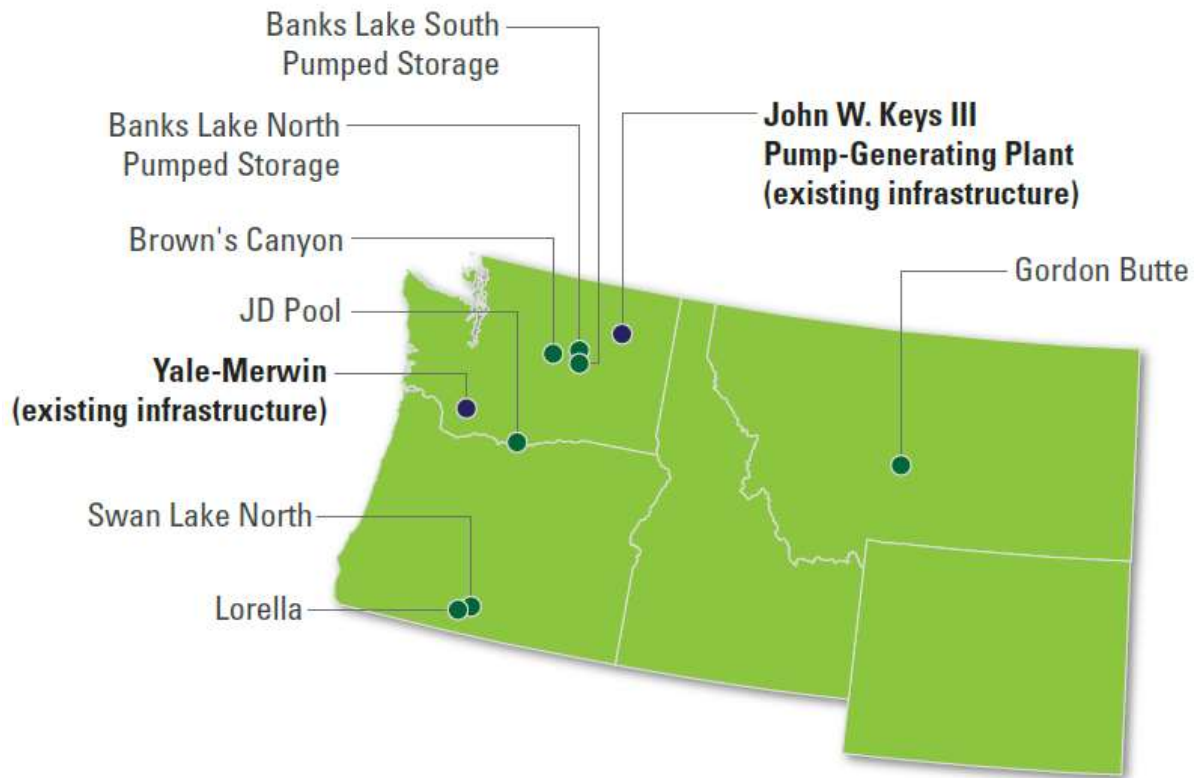 Banks Lake South
Pumped Storage
Banks Lake North
Pumped Storage
John W. Keys III
Pump-Generating Plant
(existing infrastructure)
Brown's Canyon
Gordon Butte
JD Pool
Yale-Merwin
(existing infrastructure)
Swan Lake North
Lorella